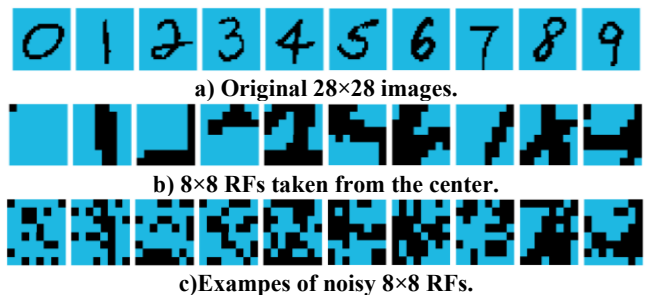 0 1 2 3 4 5 6 7 8 9
a) Original 28×28 images.
b) 8×8 RFs taken from the center.
c)Exampes of noisy 8×8 RFs.